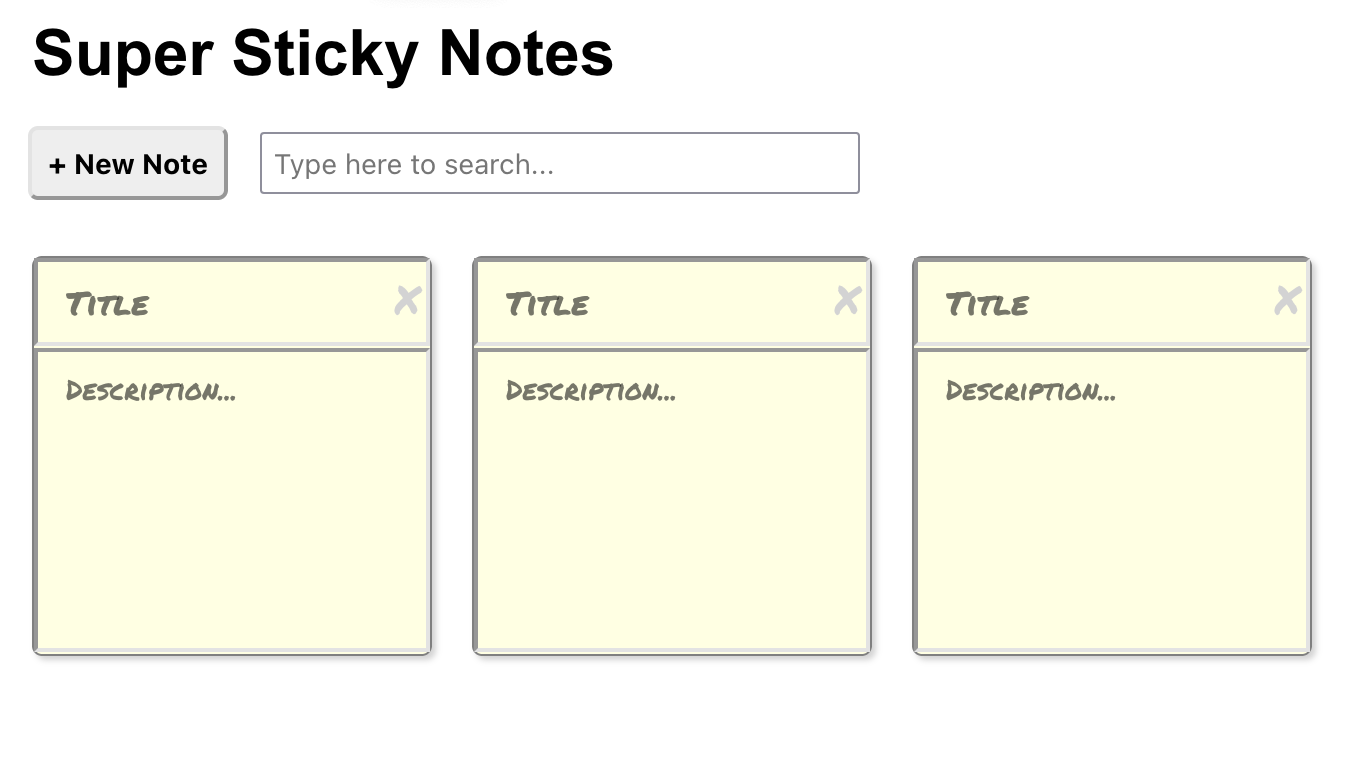 Super Sticky Notes
+ New Note
Type here to search...
Title ✘
Title ✘
Title ✘
Description...
Description...
Description...